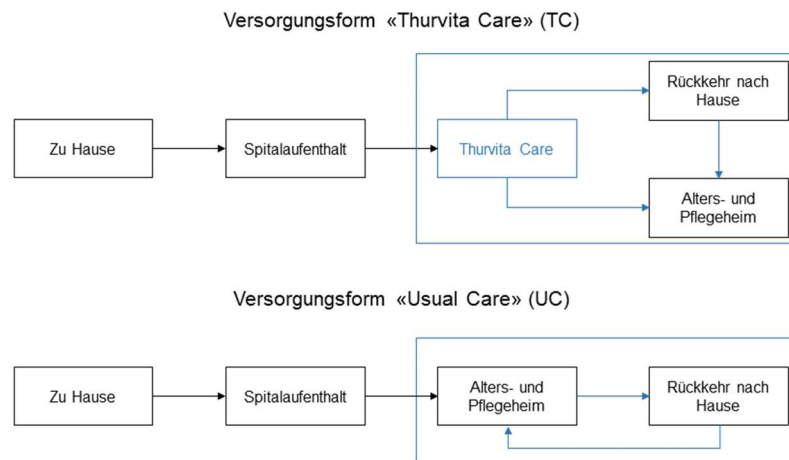 Versorgungsform «Thurvita Care» (TC)
Zu Hause
Spitalaufenthalt
Thurvita Care
Rückkehr nach
Hause
Alters- und
Pflegeheim
Versorgungsform «Usual Care» (UC)
Zu Hause
Spitalaufenthalt
Alters- und
Pflegeheim
Rückkehr nach
Hause